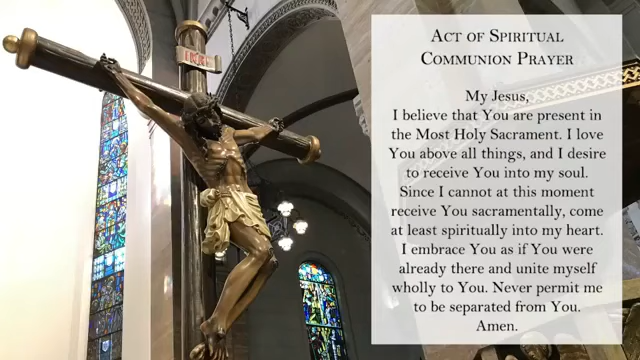 INRI
Act of Spiritual
Communion Prayer
My Jesus,
I believe that You are present in
the Most Holy Sacrament. I love
You above all things, and I desire
to receive You into my soul.
Since I cannot at this moment
receive You sacramentally, come
at least spiritually into my heart.
I embrace You as if You were
already there and unite myself
wholly to You. Never permit me
to be separated from You.
Amen.